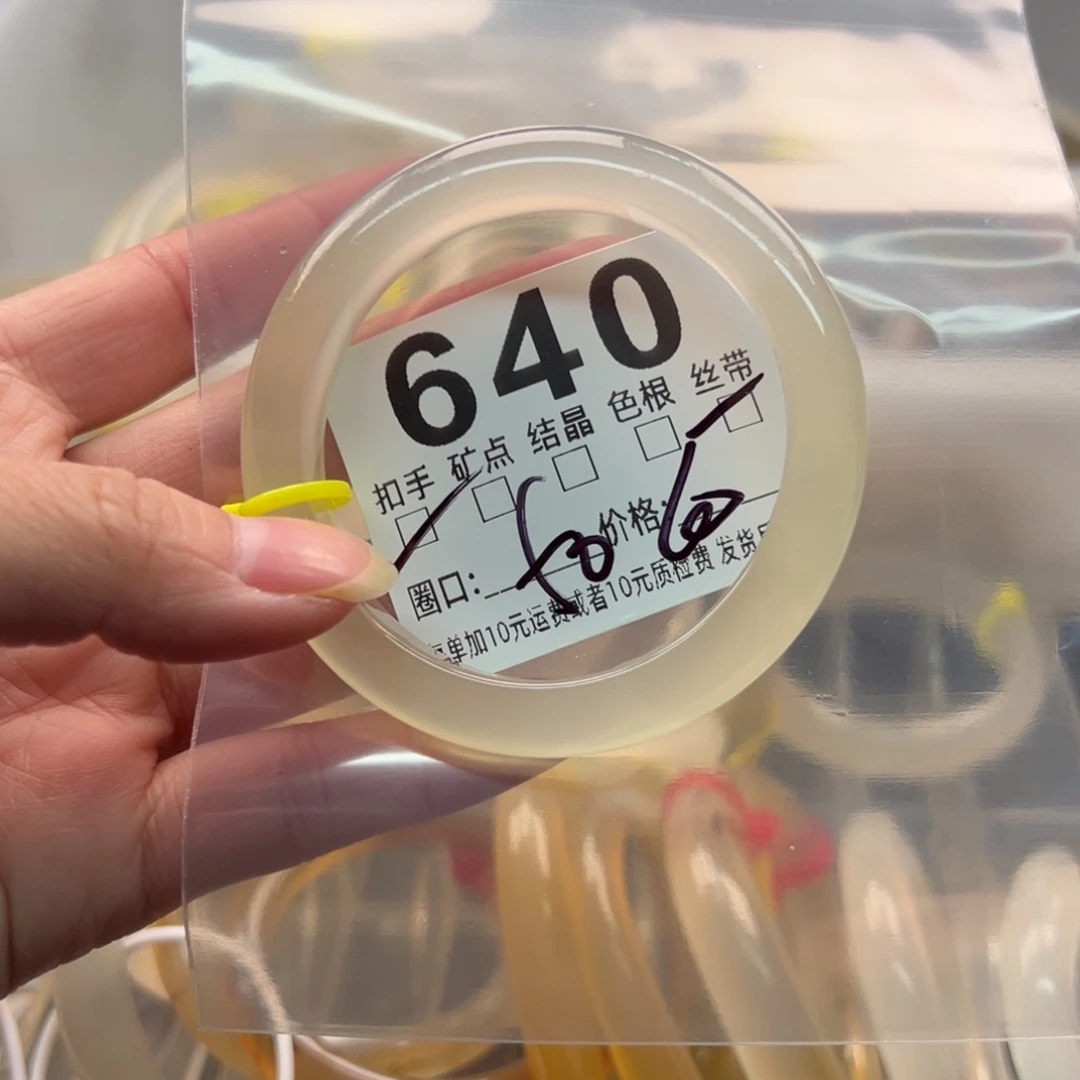 640
扣手 矿点 结晶 色根 丝带
圈口: 价格:
单加10元运费或者10元质检费 发货